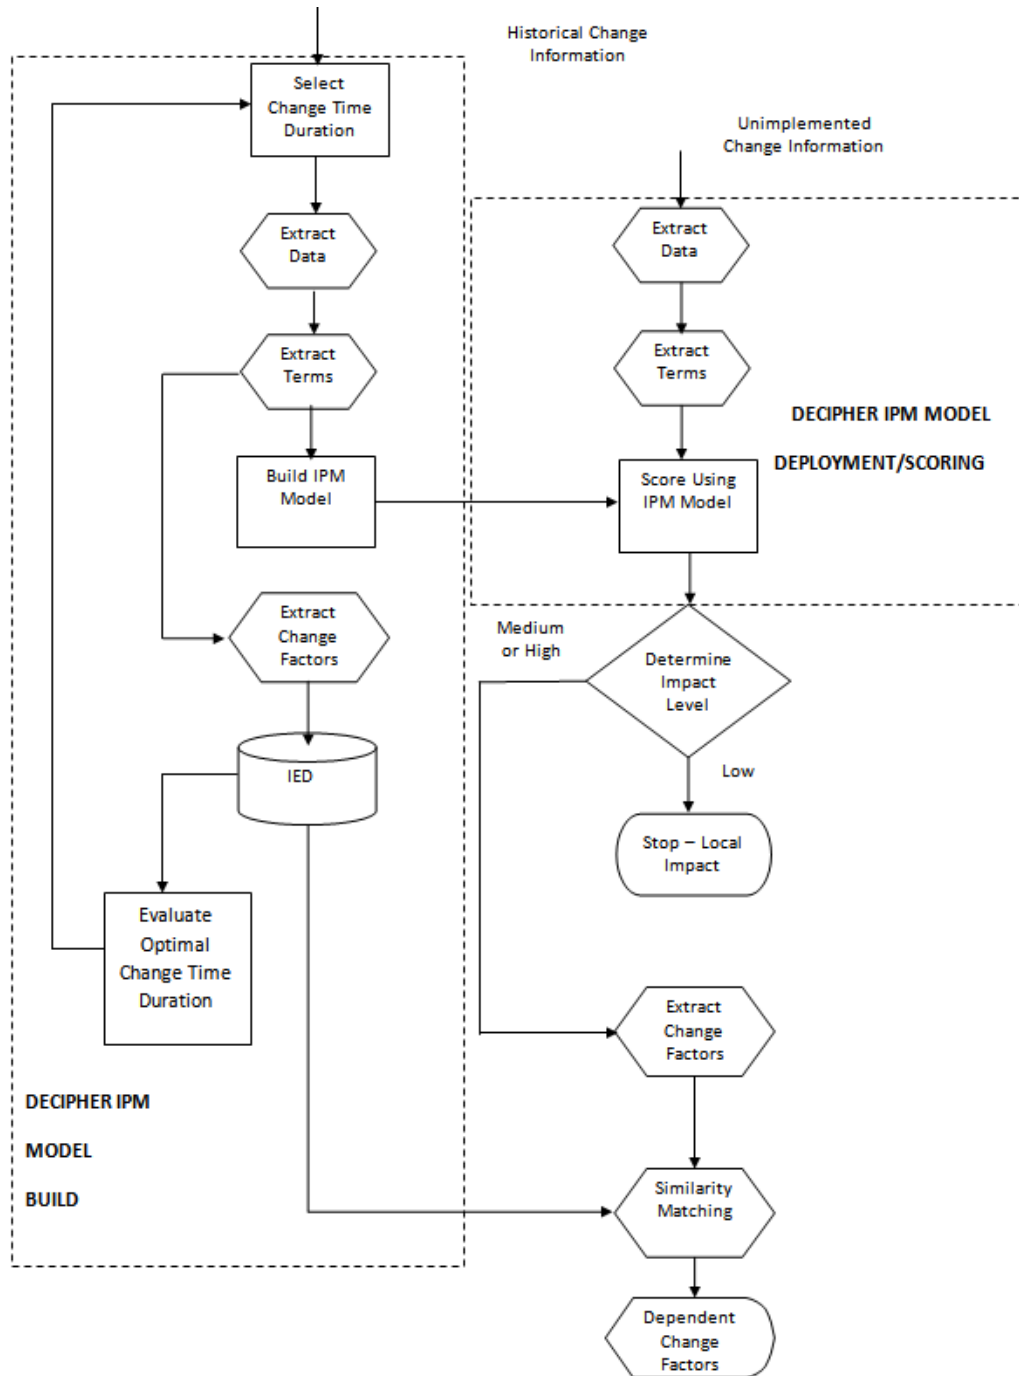 Historical Change
Information
Select
Change Time
Duration
Unimplemented
Change Information
Extract
Data
Extract
Data
Extract
Terms
Extract
Terms
DECIPHER IPM MODEL
DEPLOYMENT/SCORING
Build IPM
Model
Score Using
IPM Model
Extract
Change
Factors
Medium
or High
Determine
Impact
Level
IED
Low
Stop – Local
Impact
Evaluate
Optimal
Change Time
Duration
Extract
Change
Factors
DECIPHER IPM
MODEL
BUILD
Similarity
Matching
Dependent
Change
Factors